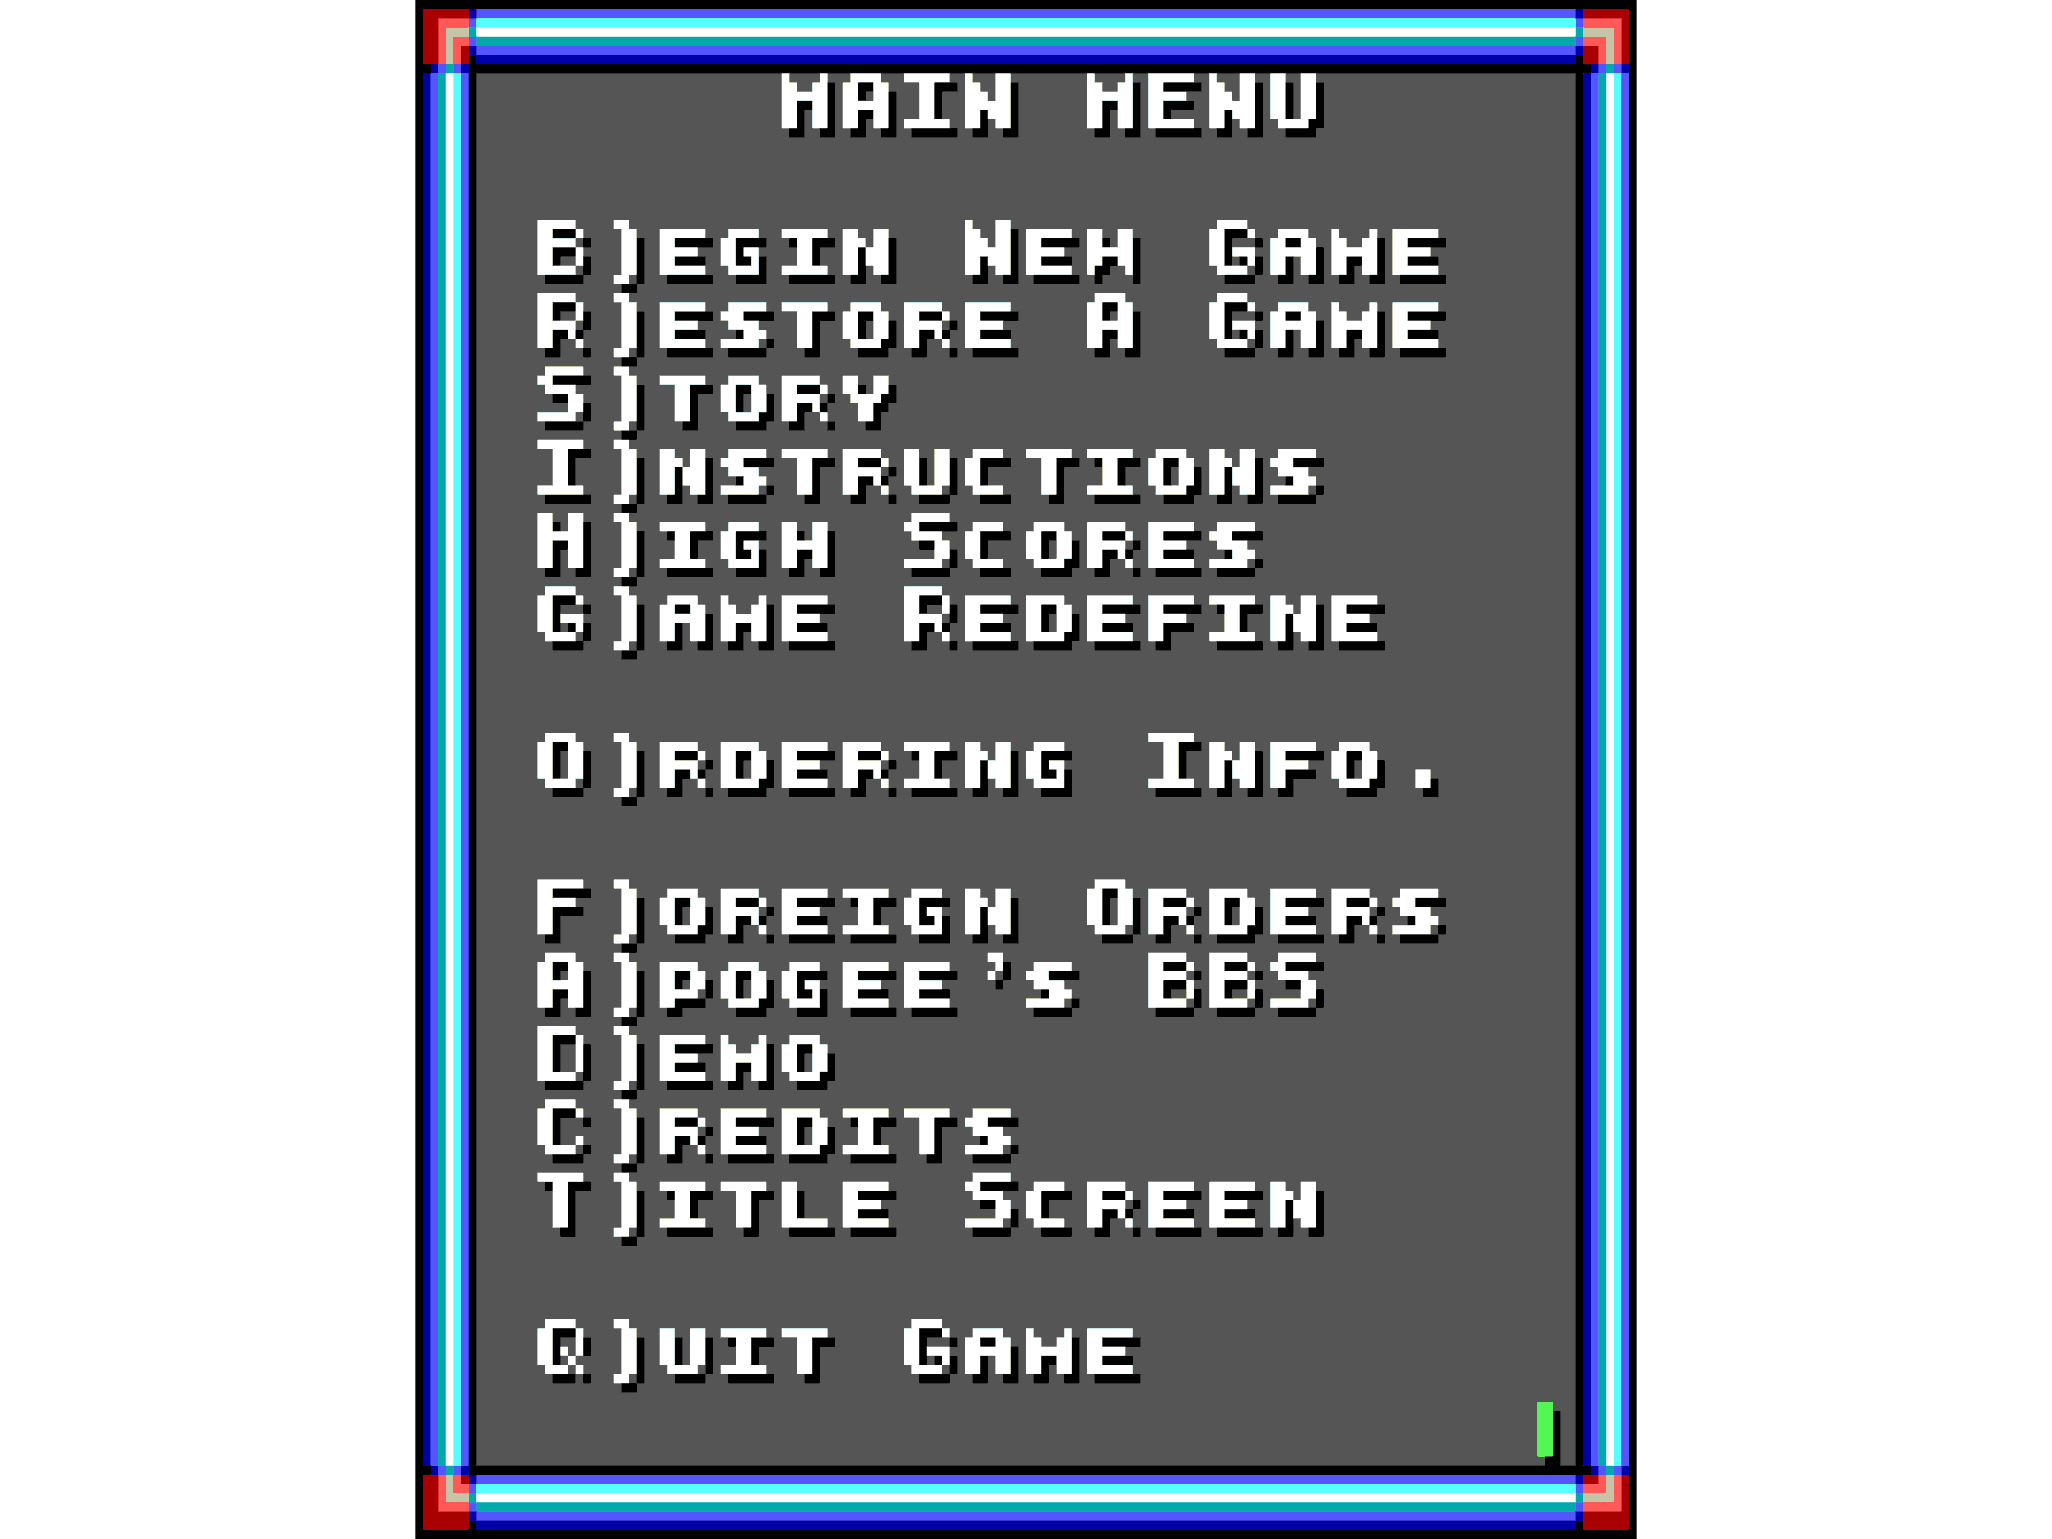 MAIN MENU
B)EGIN NEW GAME
R)ESTORE A GAME
S)TORY
I)NSTRUCTIONS
H)IGH SCORES
G)AME REDEFINE
O)RDERING INFO.
F)OREIGN ORDERS
A)POGEE'S BBS
D)EMO
C)REDITS
T)ITLE SCREEN
Q)UIT GAME